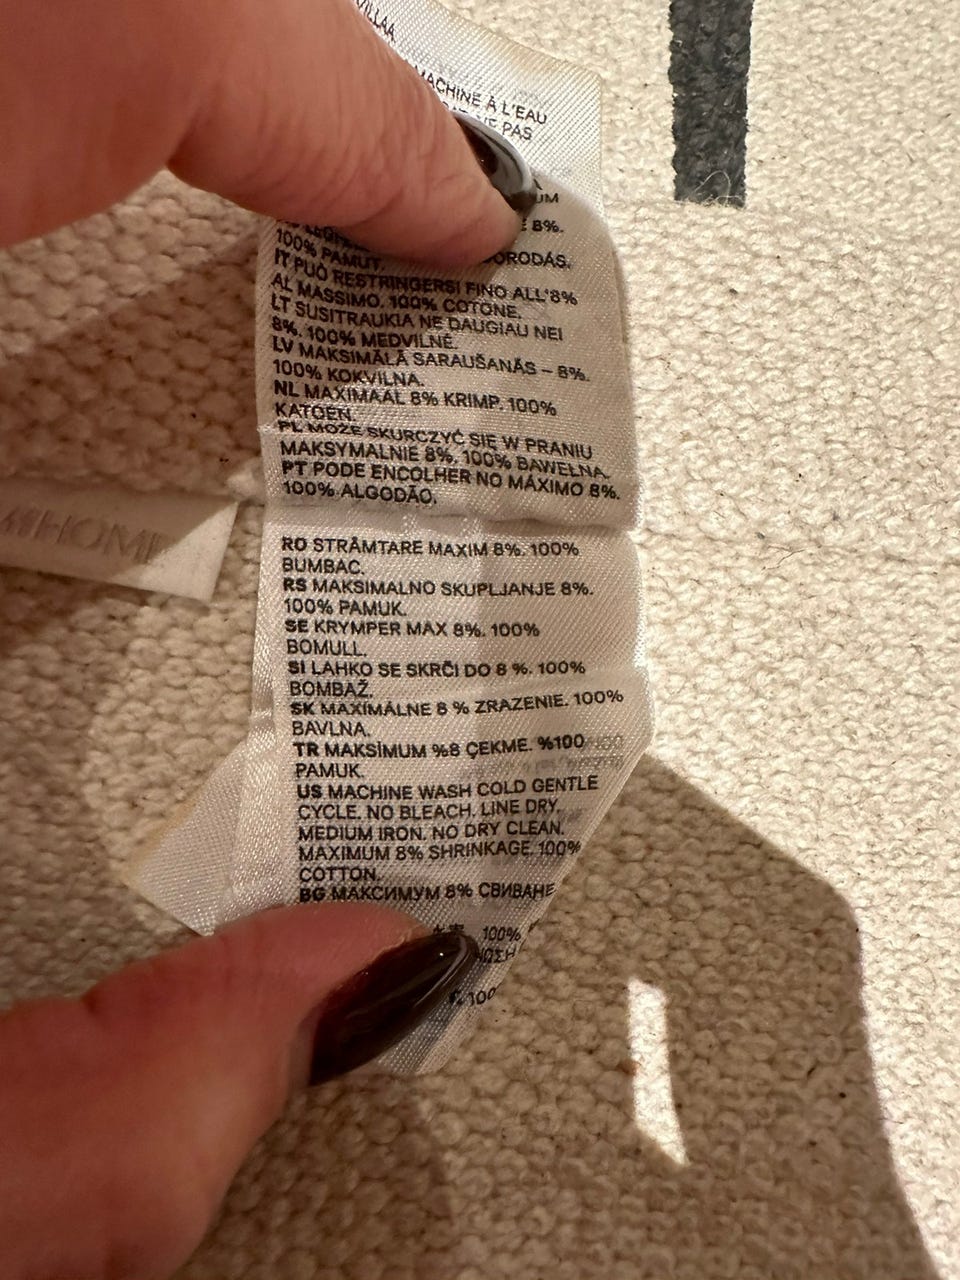 VILLAA.
MACHINE À L'EAU
NE PAS
UM
8%.
100% PAMUT.
IT PUÒ RESTRINGERSI FINO ALL'8%
AL MASSIMO. 100% COTONE.
LT SUSITRAUKIA NE DAUGIAU NEI
8%. 100% MEDVILNĖ.
LV MAKSIMĀLĀ SARAUŠANĀS – 8%.
100% KOKVILNA.
NL MAXIMAAL 8% KRIMP. 100%
KATOEN.
PL MOŻE SKURCZYĆ SIĘ W PRANIU
MAKSYMALNIE 8%. 100% BAWEŁNA.
PT PODE ENCOLHER NO MÁXIMO 8%.
100% ALGODÃO.
HOME
RO STRÂMTARE MAXIM 8%. 100%
BUMBAC.
RS MAKSIMALNO SKUPLJANJE 8%.
100% PAMUK.
SE KRYMPER MAX 8%. 100%
BOMULL.
SI LAHKO SE SKRČI DO 8 %. 100%
BOMBAŽ.
SK MAXIMÁLNE 8 % ZRAZENIE. 100%
BAVLNA.
TR MAKSİMUM %8 ÇEKME. %100
PAMUK.
US MACHINE WASH COLD GENTLE
CYCLE. NO BLEACH. LINE DRY.
MEDIUM IRON. NO DRY CLEAN.
MAXIMUM 8% SHRINKAGE. 100%
COTTON.
BG МАКСИМУМ 8% СВИВАНЕ
100%
100